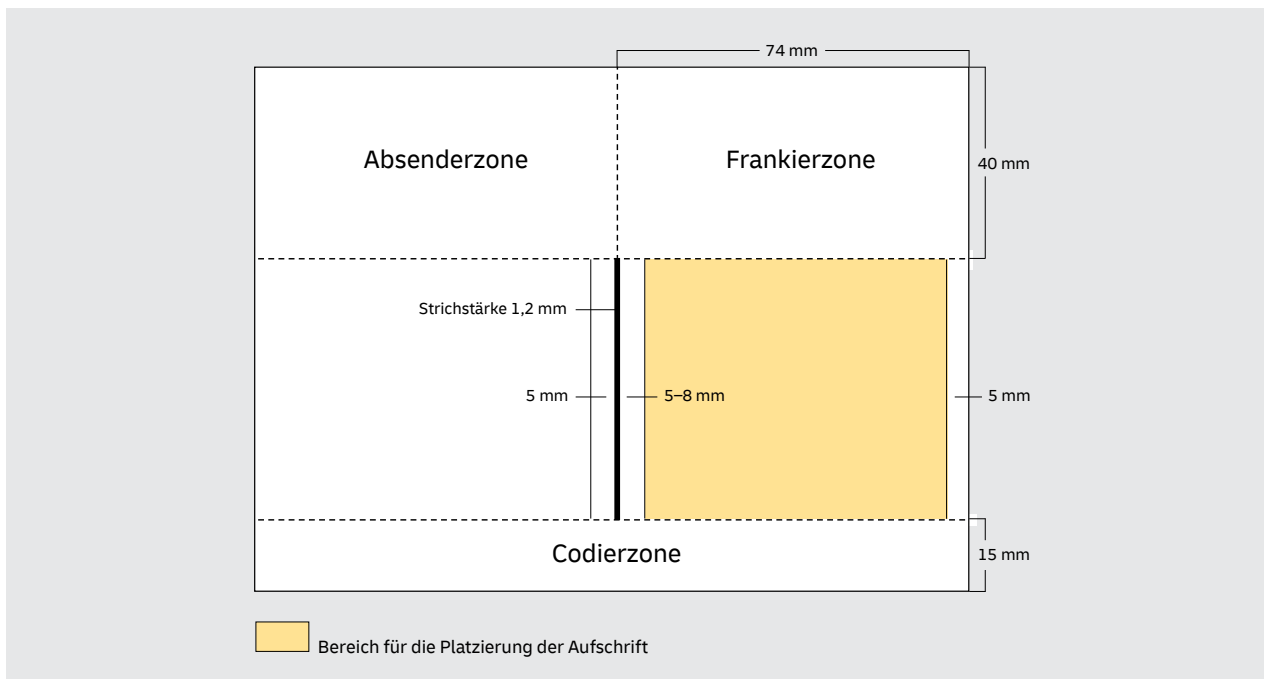 74 mm
Absenderzone
Frankierzone
40 mm
Strichstärke 1,2 mm
5 mm
5–8 mm
5 mm
Codierzone
15 mm
Bereich für die Platzierung der Aufschrift